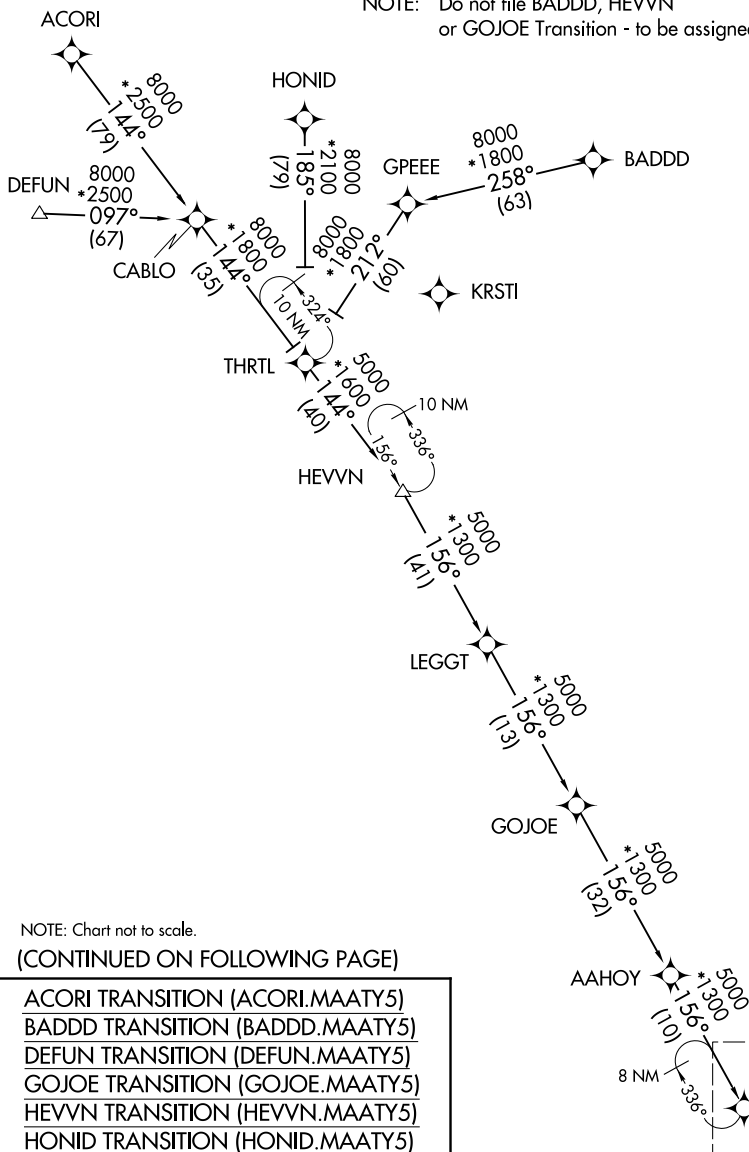 NOTE: Do not file BADDD, HEVVN
or GOJOE Transition - to be assigned
ACORI
8000
*2500
144°
(79)
HONID
8000
*2100
185°
(79)
GPEEE
8000
*1800
258°
(63)
BADDD
DEFUN
8000
*2500
097°
(67)
CABLO
8000
*1800
144°
(35)
8000
*1800
212°
(60)
KRSTI
324°
10 NM
THRTL
5000
*1600
144°
(40)
10 NM
336°
156°
HEVVN
5000
*1300
156°
(41)
LEGGT
5000
*1300
156°
(13)
GOJOE
5000
*1300
156°
(32)
AAHOY
5000
*1300
156°
(10)
8 NM
336°
NOTE: Chart not to scale.
(CONTINUED ON FOLLOWING PAGE)
ACORI TRANSITION (ACORI.MAATY5)
BADDD TRANSITION (BADDD.MAATY5)
DEFUN TRANSITION (DEFUN.MAATY5)
GOJOE TRANSITION (GOJOE.MAATY5)
HEVVN TRANSITION (HEVVN.MAATY5)
HONID TRANSITION (HONID.MAATY5)